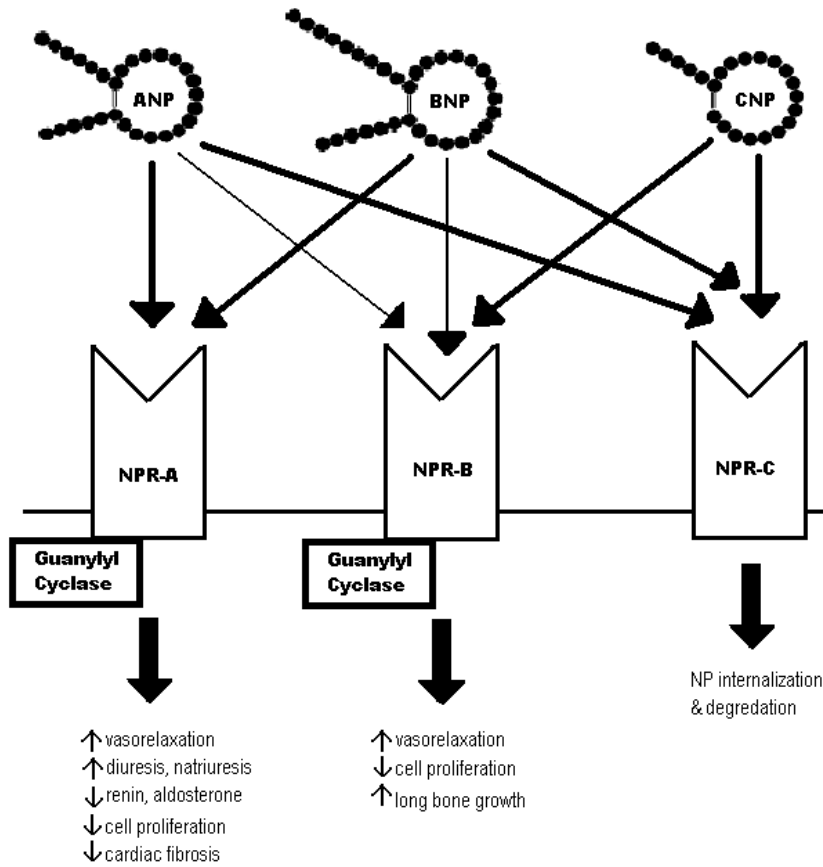 ANP
BNP
CNP
NPR-A
NPR-B
NPR-C
Guanylyl
Cyclase
Guanylyl
Cyclase
NP internalization
& degredation
↑ vasorelaxation
↑ diuresis, natriuresis
↓ renin, aldosterone
↓ cell proliferation
↓ cardiac fibrosis
↑ vasorelaxation
↓ cell proliferation
↑ long bone growth